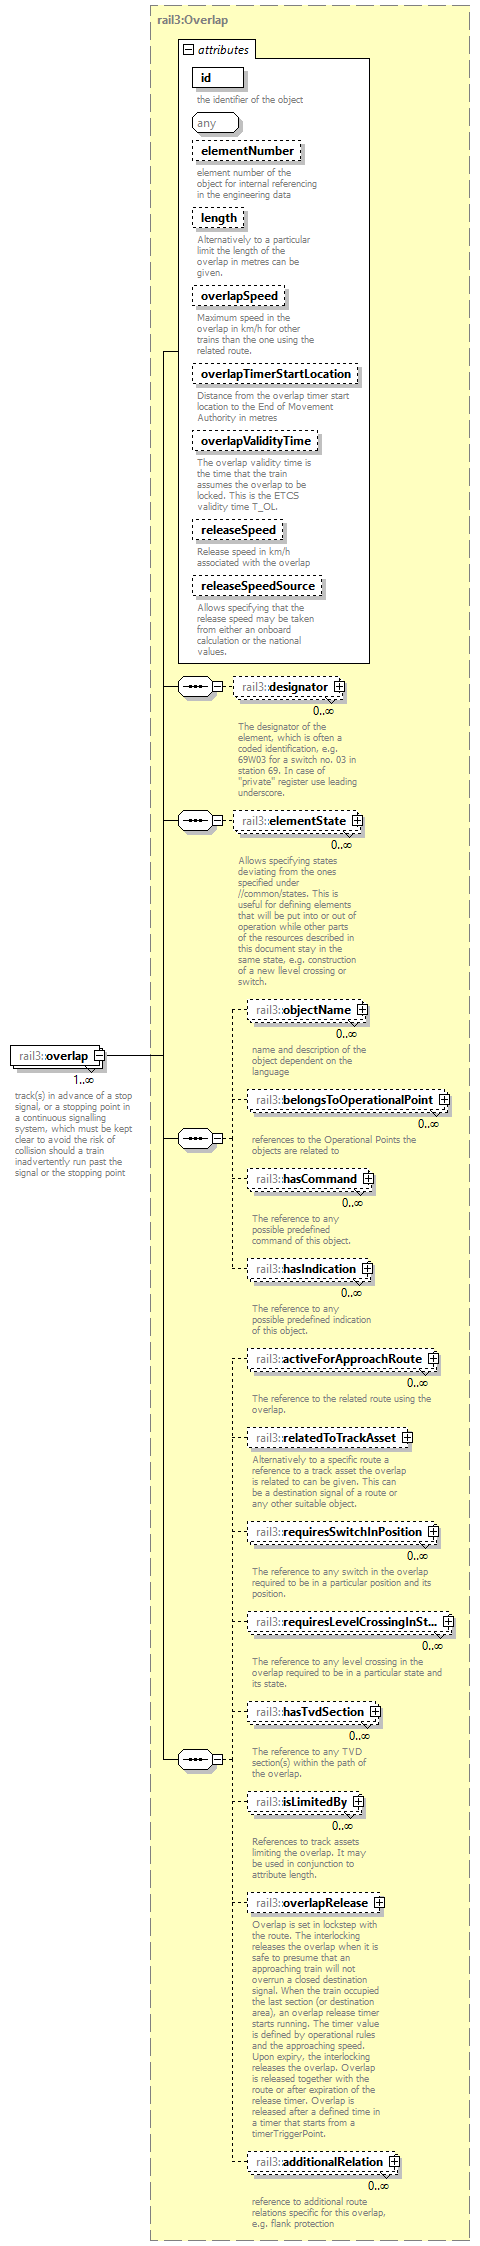 rail3:Overlap
attributes
id
the identifier of the object
any
elementNumber
element number of the
object for internal referencing
in the engineering data
length
Alternatively to a particular
limit the length of the
overlap in metres can be
given.
overlapSpeed
Maximum speed in the
overlap in km/h for other
trains than the one using the
related route.
overlapTimerStartLocation
Distance from the overlap timer start
location to the End of Movement
Authority in metres
overlapValidityTime
The overlap validity time is
the time that the train
assumes the overlap to be
locked. This is the ETCS
validity time T_OL.
releaseSpeed
Release speed in km/h
associated with the overlap
releaseSpeedSource
Allows specifying that the
release speed may be taken
from either an onboard
calculation or the national
values.
rail3::designator
0..∞
The designator of the
element, which is often a
coded identification, e.g.
69W03 for a switch no. 03 in
station 69. In case of
"private" register use leading
underscore.
rail3::elementState
0..∞
Allows specifying states
deviating from the ones
specified under
//common/states. This is
useful for defining elements
that will be put into or out of
operation while other parts
of the resources described in
this document stay in the
same state, e.g. construction
of a new llevel crossing or
switch.
rail3::overlap
1..∞
track(s) in advance of a stop
signal, or a stopping point in
a continuous signalling
system, which must be kept
clear to avoid the risk of
collision should a train
inadvertently run past the
signal or the stopping point
rail3::objectName
0..∞
name and description of the
object dependent on the
language
rail3::belongsToOperationalPoint
0..∞
references to the Operational Points the
objects are related to
rail3::hasCommand
0..∞
The reference to any
possible predefined
command of this object.
rail3::hasIndication
0..∞
The reference to any
possible predefined indication
of this object.
rail3::activeForApproachRoute
0..∞
The reference to the related route using the
overlap.
rail3::relatedToTrackAsset
Alternatively to a specific route a
reference to a track asset the overlap
is related to can be given. This can
be a destination signal of a route or
any other suitable object.
rail3::requiresSwitchInPosition
0..∞
The reference to any switch in the overlap
required to be in a particular position and its
position.
rail3::requiresLevelCrossingInSt...
0..∞
The reference to any level crossing in the
overlap required to be in a particular state and
its state.
rail3::hasTvdSection
0..∞
The reference to any TVD
section(s) within the path of
the overlap.
rail3::isLimitedBy
0..∞
References to track assets
limiting the overlap. It may
be used in conjunction to
attribute length.
rail3::overlapRelease
Overlap is set in lockstep with
the route. The interlocking
releases the overlap when it is
safe to presume that an
approaching train will not
overrun a closed destination
signal. When the train occupied
the last section (or destination
area), an overlap release timer
starts running. The timer value
is defined by operational rules
and the approaching speed.
Upon expiry, the interlocking
releases the overlap. Overlap
is released together with the
route or after expiration of the
release timer. Overlap is
released after a defined time in
a timer that starts from a
timerTriggerPoint.
rail3::additionalRelation
0..∞
reference to additional route
relations specific for this overlap,
e.g. flank protection